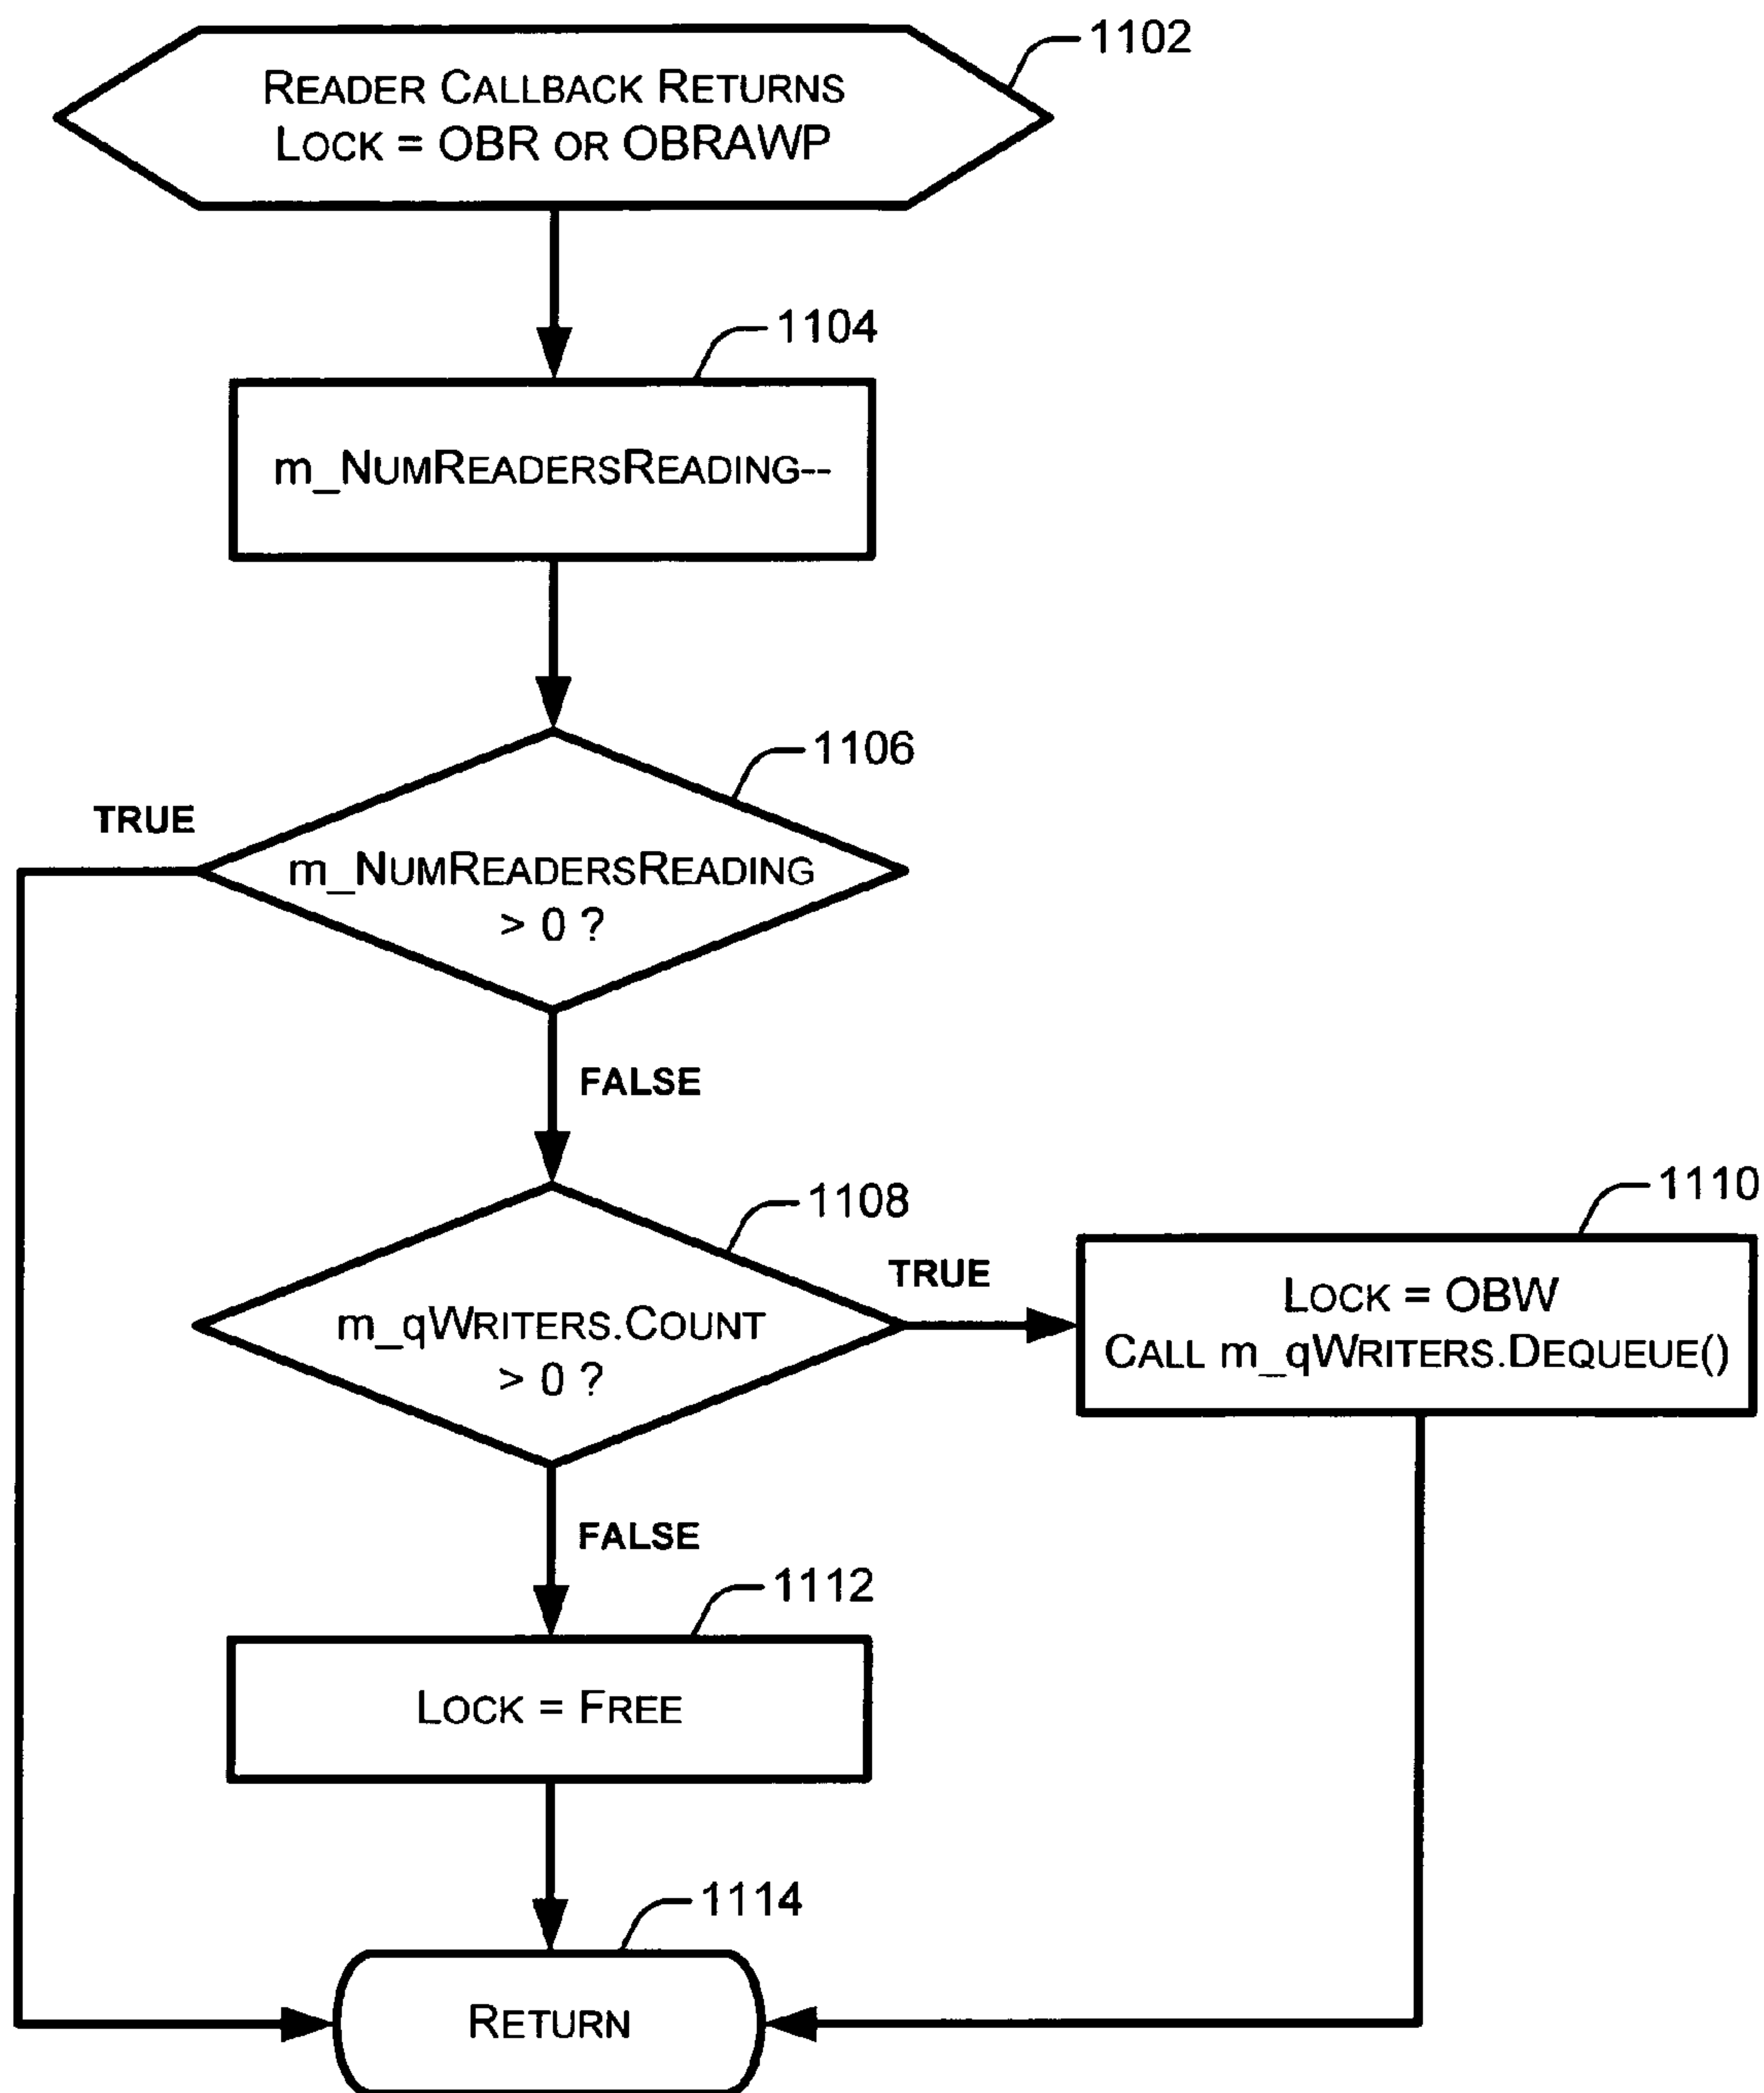 1102
READER CALLBACK RETURNS
LOCK = OBR OR OBRAWP
1104
m_NUMREADERSREADING--
1106
TRUE
m_NUMREADERSREADING
> 0 ?
FALSE
1108
1110
TRUE
m_qWRITERS.COUNT
> 0 ?
LOCK = OBW
CALL m_qWRITERS.DEQUEUE()
FALSE
1112
LOCK = FREE
1114
RETURN